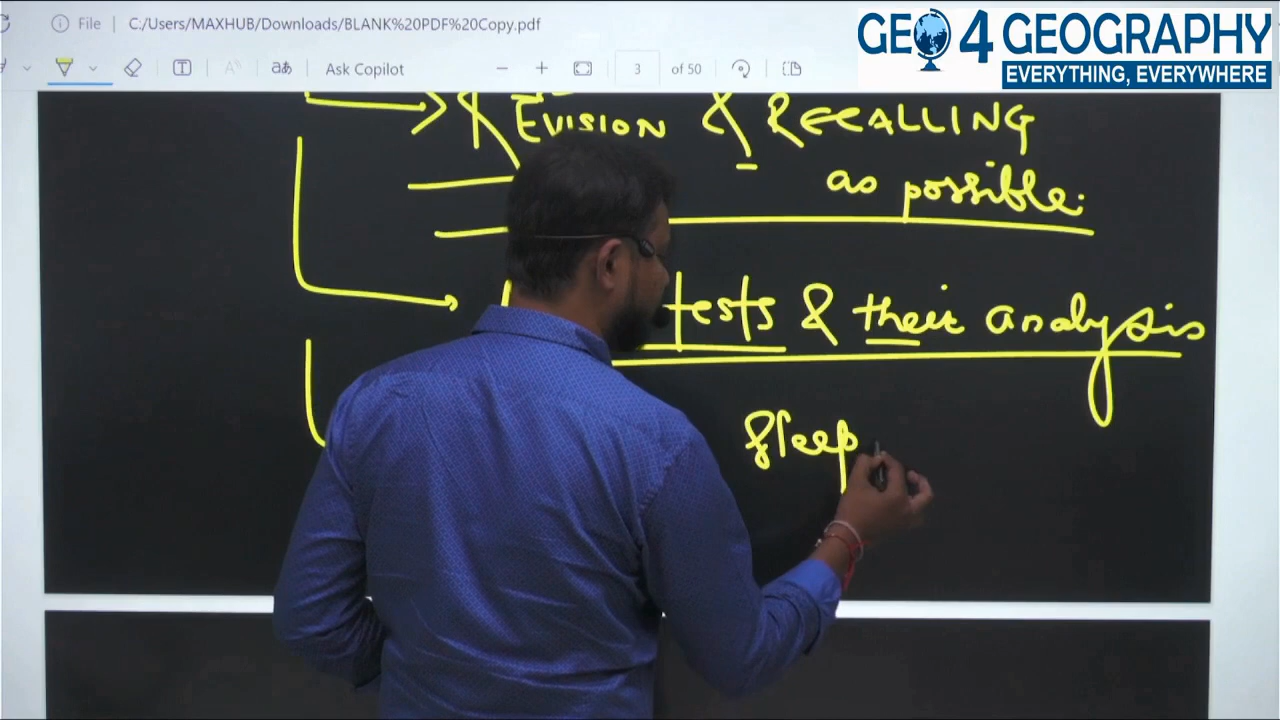 File C:/Users/MAXHUB/Downloads/BLANK%20PDF%20Copy.pdf
Ask Copilot
3 of 50
GEO 4 GEOGRAPHY
EVERYTHING, EVERYWHERE
REVISION & RECALLING
as possible.
tests & their analysis
Sleep